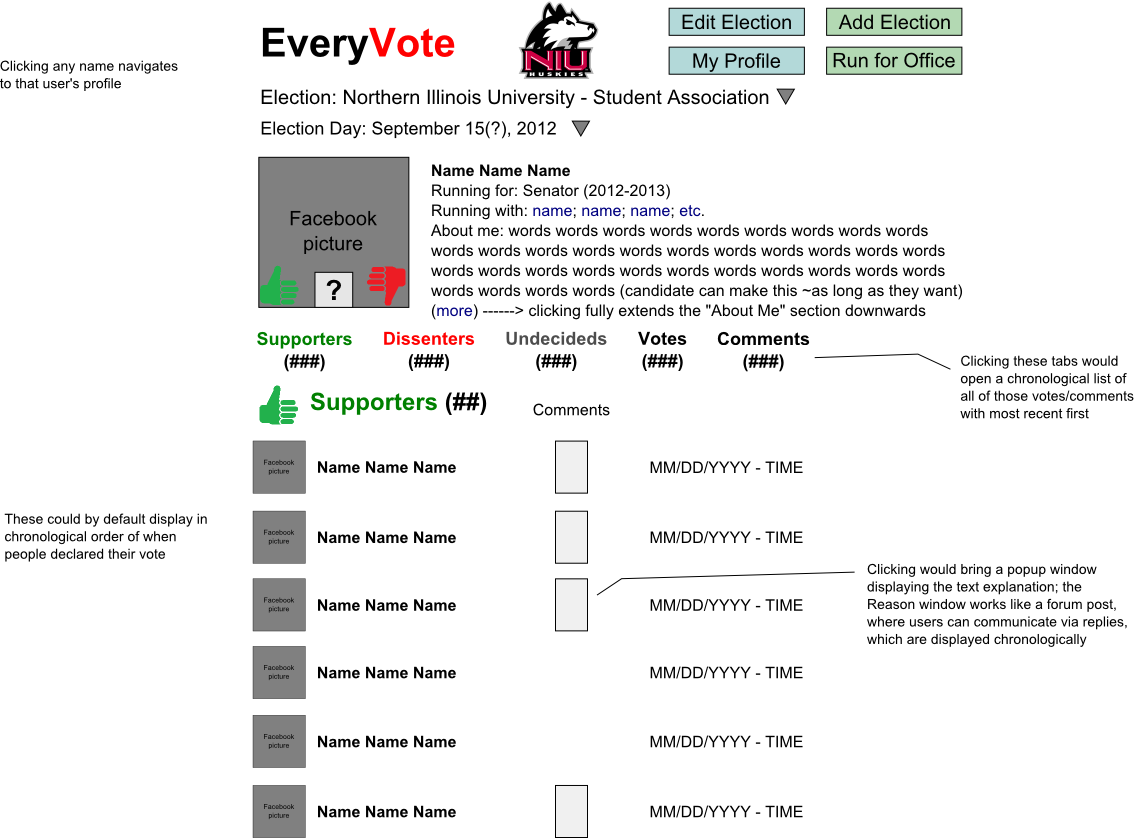 EveryVote
NIU
HUSKIES
Edit Election
Add Election
My Profile
Run for Office
Clicking any name navigates
to that user's profile
Election: Northern Illinois University - Student Association
Election Day: September 15(?), 2012
Facebook
picture
?
Name Name Name
Running for: Senator (2012-2013)
Running with: name; name; name; etc.
About me: words words words words words words words words words
words words words words words words words words words words words
words words words words words words words words words words words
words words words words (candidate can make this ~as long as they want)
(more) ------> clicking fully extends the "About Me" section downwards
Supporters
(###)
Dissenters
(###)
Undecideds
(###)
Votes
(###)
Comments
(###)
Clicking these tabs would
open a chronological list of
all of those votes/comments
with most recent first
Supporters (##)
Comments
Facebook
picture
Name Name Name
MM/DD/YYYY - TIME
These could by default display in
chronological order of when
people declared their vote
Facebook
picture
Name Name Name
MM/DD/YYYY - TIME
Facebook
picture
Name Name Name
MM/DD/YYYY - TIME
Clicking would bring a popup window
displaying the text explanation; the
Reason window works like a forum post,
where users can communicate via replies,
which are displayed chronologically
Facebook
picture
Name Name Name
MM/DD/YYYY - TIME
Facebook
picture
Name Name Name
MM/DD/YYYY - TIME
Facebook
picture
Name Name Name
MM/DD/YYYY - TIME